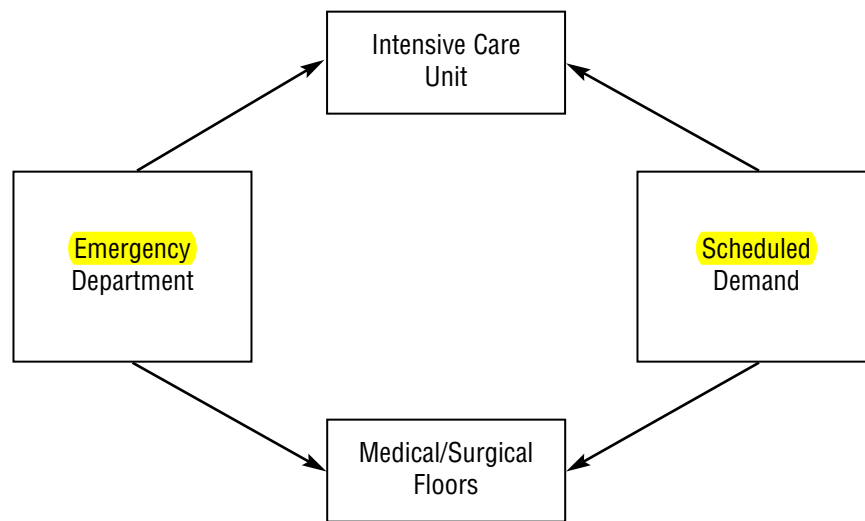 Intensive Care
Unit
Emergency
Department
Scheduled
Demand
Medical/Surgical
Floors